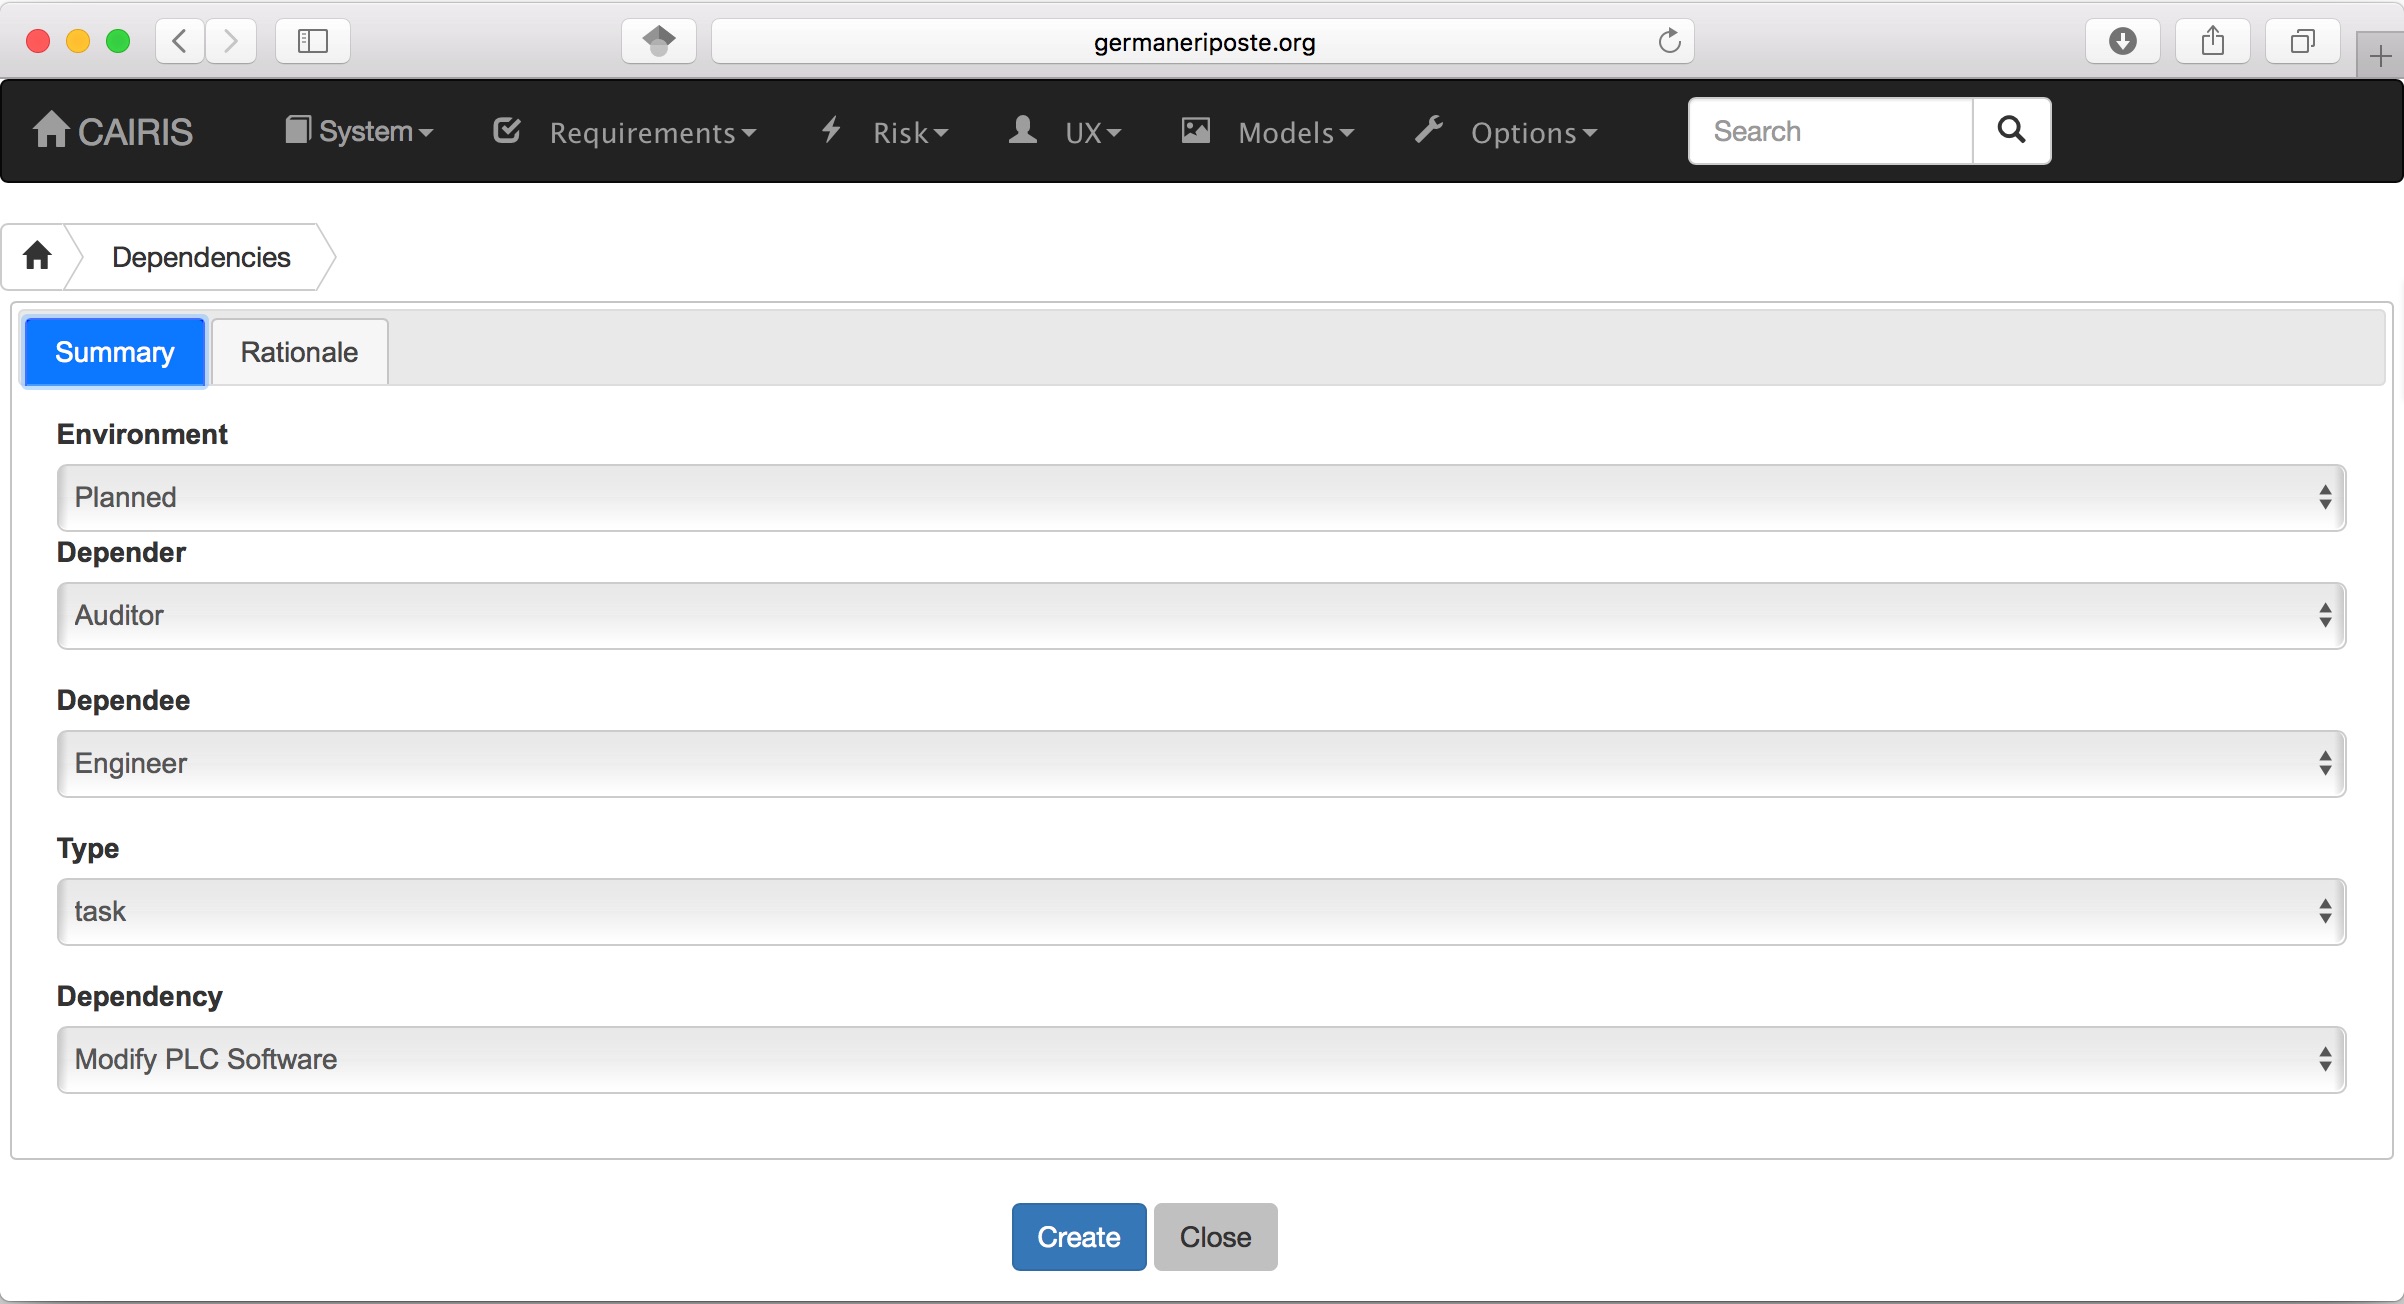 germaneriposte.org
CAIRIS System Requirements Risk UX Models Options Search
Dependencies
Summary Rationale
Environment
Planned
Depender
Auditor
Dependee
Engineer
Type
task
Dependency
Modify PLC Software
Create Close